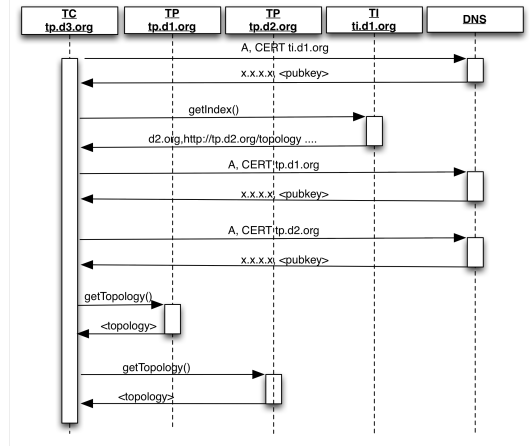 TC
tp.d3.org
TP
tp.d1.org
TP
tp.d2.org
TI
ti.d1.org
DNS
A, CERT ti.d1.org
x.x.x.x, <pubkey>
getIndex()
d2.org,http://tp.d2.org/topology ....
A, CERT tp.d1.org
x.x.x.x, <pubkey>
A, CERT tp.d2.org
x.x.x.x, <pubkey>
getTopology()
<topology>
getTopology()
<topology>